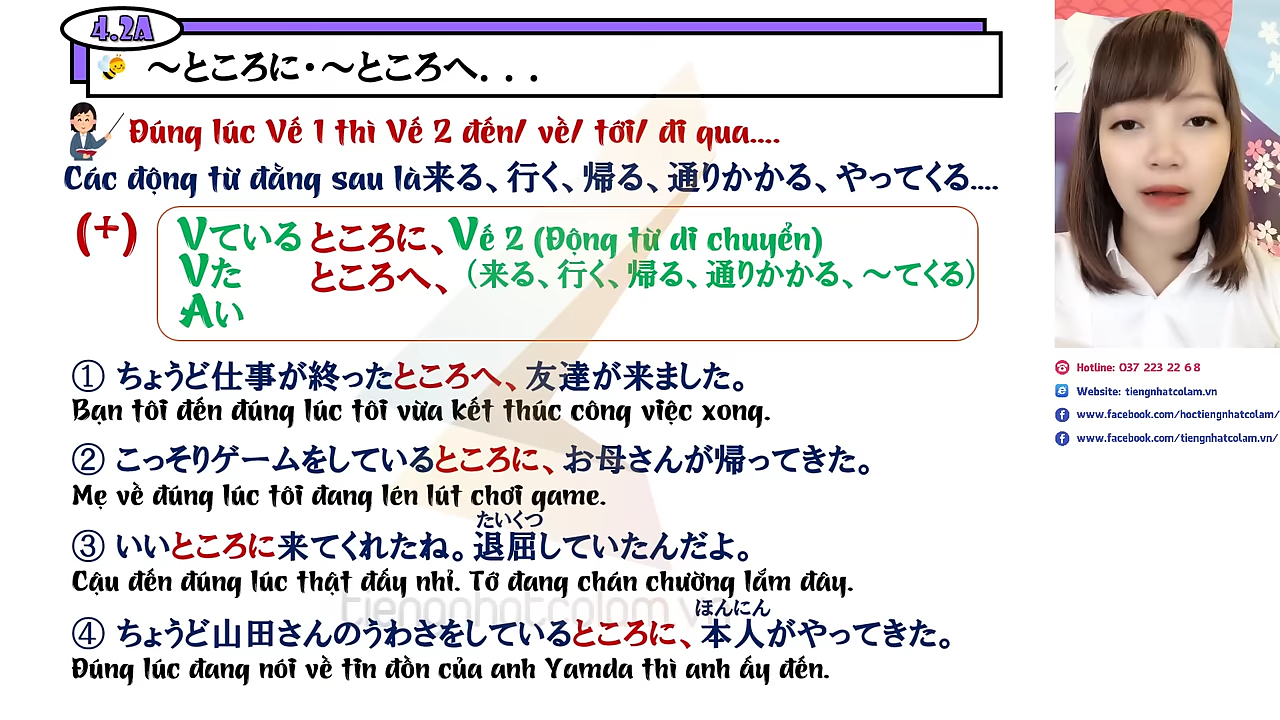 4.2A
～ところに・～ところへ. . .
Đúng lúc Vế 1 thì Vế 2 đến/ về/ tới/ đi qua....
Các động từ đằng sau là来る、行く、帰る、通りかかる、やってくる....
(+)
Vている ところに、Vế 2 (Động từ di chuyển)
Vた ところへ、（来る、行く、帰る、通りかかる、～てくる）
Aい
① ちょうど仕事が終ったところへ、友達が来ました。
Bạn tôi đến đúng lúc tôi vừa kết thúc công việc xong.
② こっそりゲームをしているところに、お母さんが帰ってきた。
Mẹ về đúng lúc tôi đang lén lút chơi game.
たいくつ
③ いいところに来てくれたね。退屈していたんだよ。
Cậu đến đúng lúc thật đấy nhỉ. Tớ đang chán chường lắm đây.
ほんにん
④ ちょうど山田さんのうわさをしているところに、本人がやってきた。
Đúng lúc đang nói về tin đồn của anh Yamda thì anh ấy đến.
tiengnhatcolam.vn
Hotline: 037 223 22 68
Website: tiengnhatcolam.vn
www.facebook.com/hoctiengnhatcolam/
www.facebook.com/tiengnhatcolam.vn/